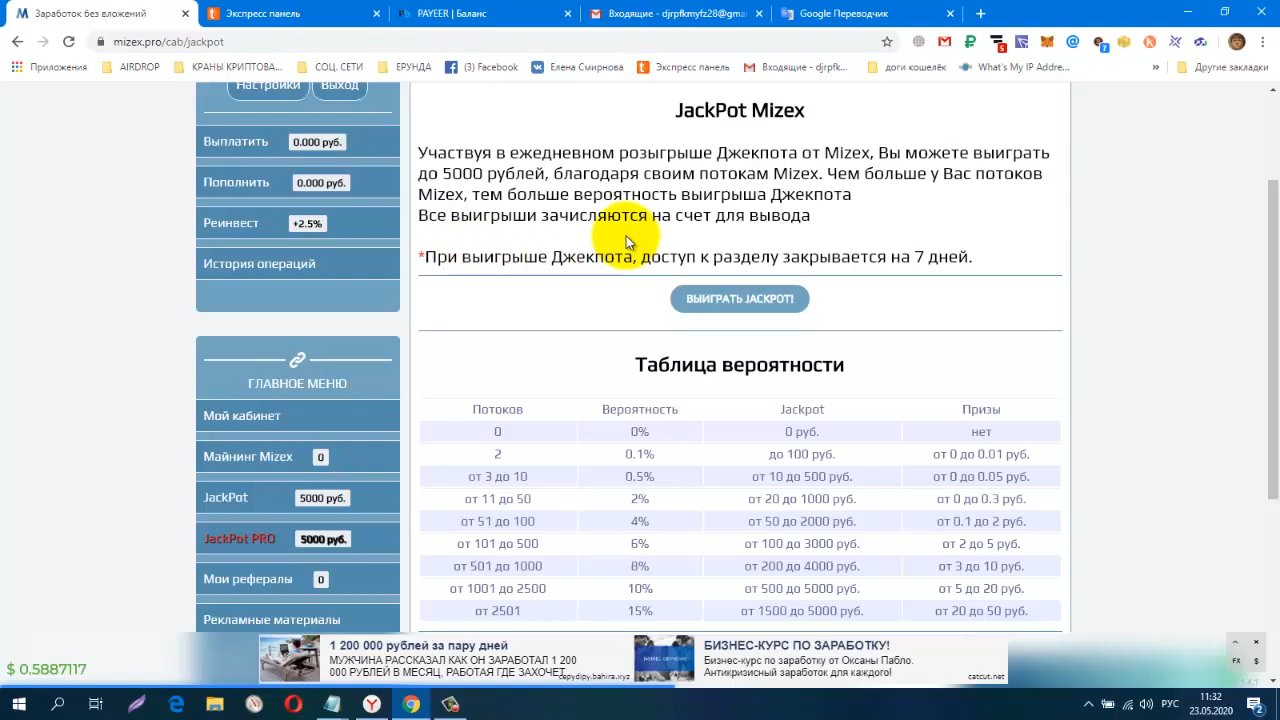 Заработок без вложений
Экспресс панель
PAYEER | Баланс
Входящие - djrpfkmyfz28@gma
Google Переводчик
mizex.pro/cab/jackpot
Приложения
AIRDROP
КРАНЫ КРИПТОВА...
СОЦ. СЕТИ
ЕРУНДА
(3) Facebook
Елена Смирнова
Экспресс панель
Входящие - djrpfk...
доги кошелёк
What's My IP Addre...
»
Другие закладки
Настройки
Выход
Выплатить 0.000 руб.
Пополнить 0.000 руб.
Реинвест +2.5%
История операций
ГЛАВНОЕ МЕНЮ
Мой кабинет
Майнинг Mizex 0
JackPot 5000 руб.
JackPot PRO 5000 руб.
Мои рефералы 0
Рекламные материалы
JackPot Mizex
Участвуя в ежедневном розыгрыше Джекпота от Mizex, Вы можете выиграть
до 5000 рублей, благодаря своим потокам Mizex. Чем больше у Вас потоков
Mizex, тем больше вероятность выигрыша Джекпота
Все выигрыши зачисляются на счет для вывода
*При выигрыше Джекпота, доступ к разделу закрывается на 7 дней.
ВЫИГРАТЬ JACKPOT!
Таблица вероятности
Потоков Вероятность Jackpot Призы
0 0% 0 руб. нет
2 0.1% до 100 руб. от 0 до 0.01 руб.
от 3 до 10 0.5% от 10 до 500 руб. от 0 до 0.05 руб.
от 11 до 50 2% от 20 до 1000 руб. от 0 до 0.3 руб.
от 51 до 100 4% от 50 до 2000 руб. от 0.1 до 2 руб.
от 101 до 500 6% от 100 до 3000 руб. от 2 до 5 руб.
от 501 до 1000 8% от 200 до 4000 руб. от 3 до 10 руб.
от 1001 до 2500 10% от 500 до 5000 руб. от 5 до 20 руб.
от 2501 15% от 1500 до 5000 руб. от 20 до 50 руб.
1 200 000 рублей за пару дней
МУЖЧИНА РАССКАЗАЛ КАК ОН ЗАРАБОТАЛ 1 200
000 РУБЛЕЙ В МЕСЯЦ, РАБОТАЯ ГДЕ ЗАХОЧЕТ.
cepydipy.bahira.xyz
БИЗНЕС-КУРС ПО ЗАРАБОТКУ!
Бизнес-курс по заработку от Оксаны Пабло.
Антикризисный заработок для каждого!
catcut.net
FX $
$ 0.5887117
РУС
11:32
23.05.2020